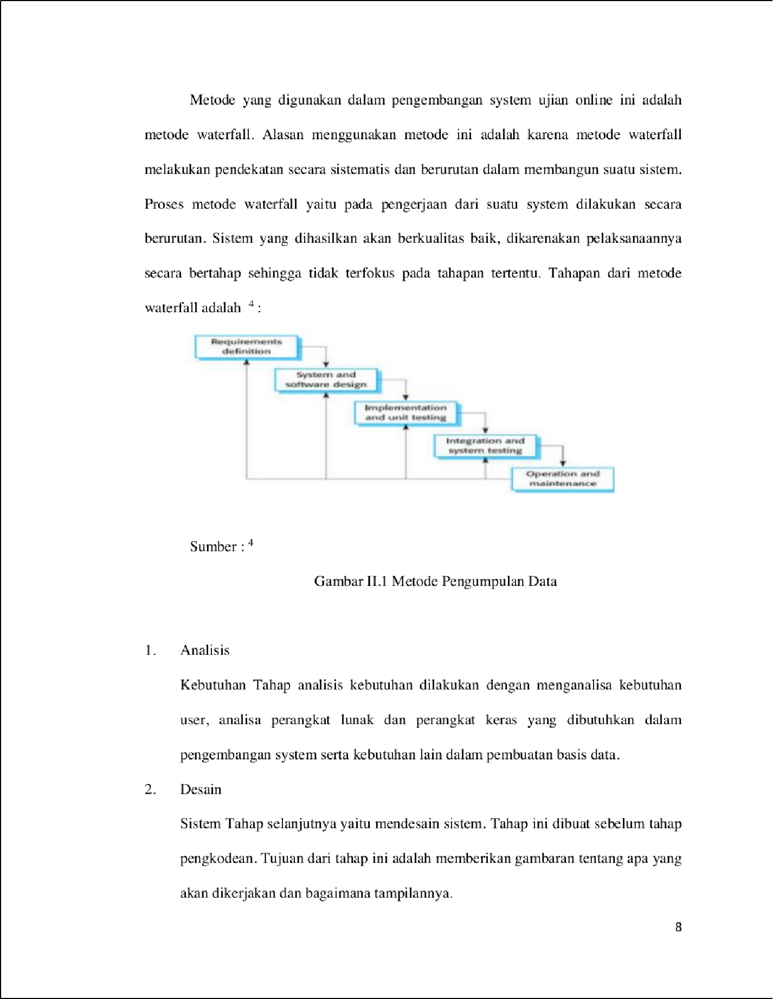 Metode yang digunakan dalam pengembangan system ujian online ini adalah
metode waterfall. Alasan menggunakan metode ini adalah karena metode waterfall
melakukan pendekatan secara sistematis dan berurutan dalam membangun suatu sistem.
Proses metode waterfall yaitu pada pengerjaan dari suatu system dilakukan secara
berurutan. Sistem yang dihasilkan akan berkualitas baik, dikarenakan pelaksanaannya
secara bertahap sehingga tidak terfokus pada tahapan tertentu. Tahapan dari metode
waterfall adalah ⁴ :
Requirements
definition
System and
software design
Implementation
and unit testing
Integration and
system testing
Operation and
maintenance
Sumber : ⁴
Gambar II.1 Metode Pengumpulan Data
1. Analisis
Kebutuhan Tahap analisis kebutuhan dilakukan dengan menganalisa kebutuhan
user, analisa perangkat lunak dan perangkat keras yang dibutuhkan dalam
pengembangan system serta kebutuhan lain dalam pembuatan basis data.
2. Desain
Sistem Tahap selanjutnya yaitu mendesain sistem. Tahap ini dibuat sebelum tahap
pengkodean. Tujuan dari tahap ini adalah memberikan gambaran tentang apa yang
akan dikerjakan dan bagaimana tampilannya.
8